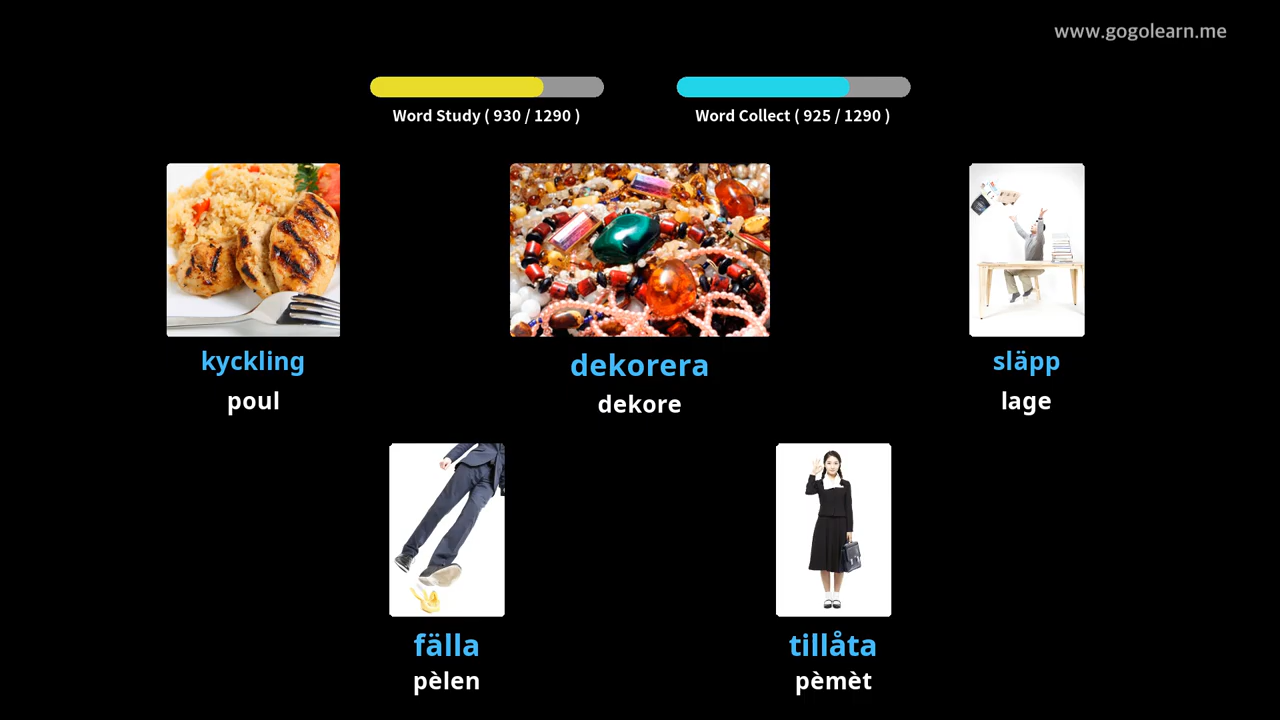 www.gogolearn.me
Word Study ( 930 / 1290 )
Word Collect ( 925 / 1290 )
kyckling
poul
dekorera
dekore
släpp
lage
fälla
pèlen
tillåta
pèmèt